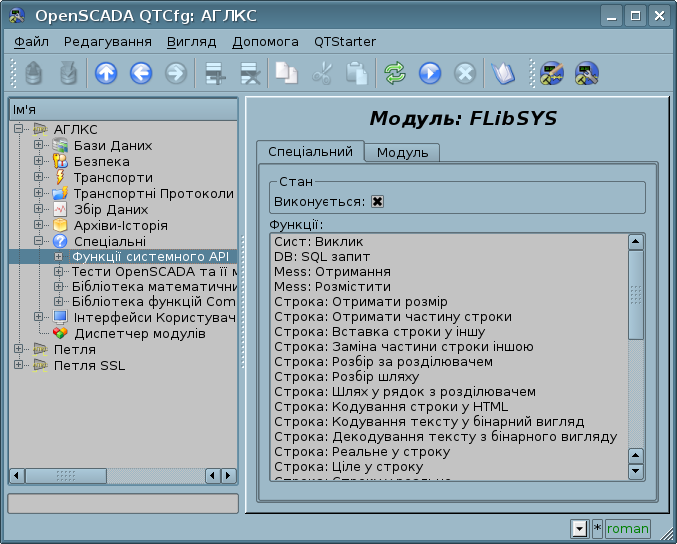 OpenSCADA QTCfg: АГЛКС
Файл Редагування Вигляд Допомога QTStarter
Ім'я
АГЛКС
Бази Даних
Безпека
Транспорти
Транспортні Протоколи
Збір Даних
Архіви-Історія
Спеціальні
Функції системного API
Тести OpenSCADA та її м
Бібліотека математични
Бібліотека функцій Com
Інтерфейси Користувач
Диспетчер модулів
Петля
Петля SSL
Модуль: FLibSYS
Спеціальний Модуль
Стан
Виконується:
Функції:
Сист: Виклик
DB: SQL запит
Mess: Отримання
Mess: Розмістити
Строка: Отримати розмір
Строка: Отримати частину строки
Строка: Вставка строки у іншу
Строка: Заміна частини строки іншою
Строка: Розбір за розділювачем
Строка: Розбір шляху
Строка: Шлях у рядок з розділювачем
Строка: Кодування строки у HTML
Строка: Кодування тексту у бінарний вигляд
Строка: Декодування тексту з бінарного вигляду
Строка: Реальне у строку
Строка: Ціле у строку
* roman